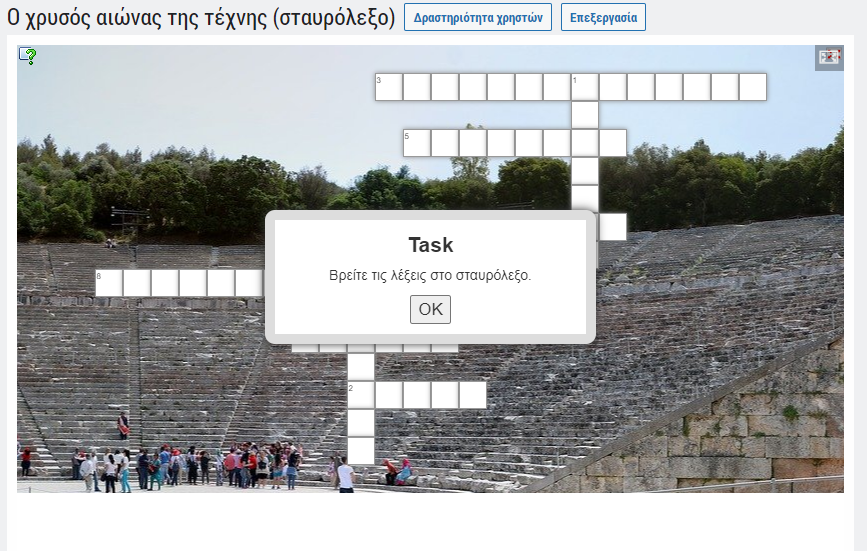 Ο χρυσός αιώνας της τέχνης (σταυρόλεξο) Δραστηριότητα χρηστών Επεξεργασία
3 1
5
8
Task
Βρείτε τις λέξεις στο σταυρόλεξο.
OK
2